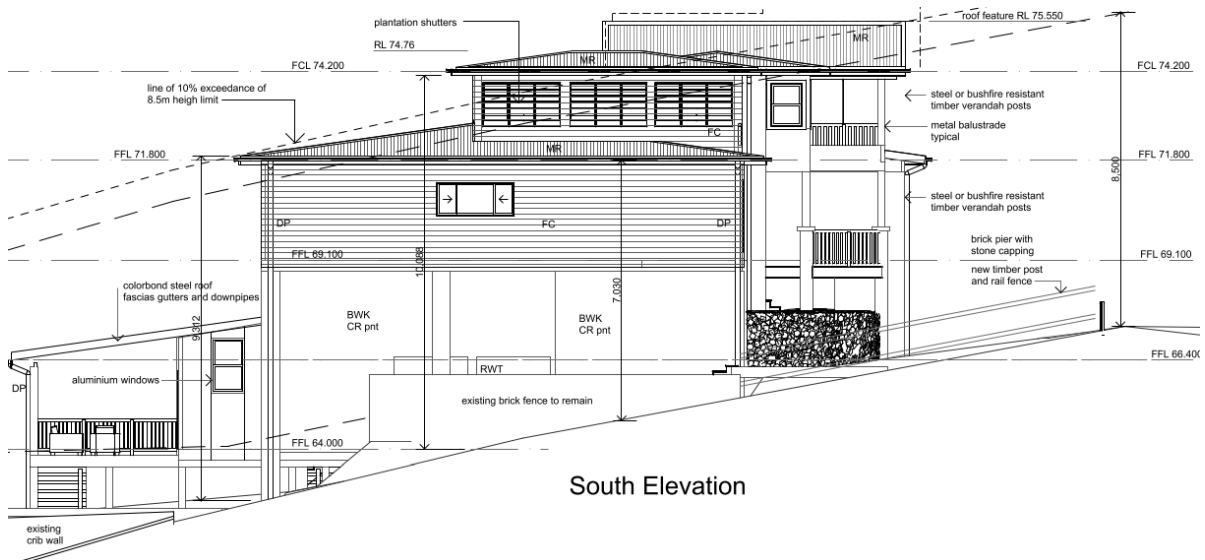 plantation shutters
roof feature RL 75.550
RL 74.76
MR
MR
FCL 74.200
FCL 74.200
line of 10% exceedance of
8.5m heigh limit
steel or bushfire resistant
timber verandah posts
metal balustrade
typical
FC
MR
FFL 71.800
FFL 71.800
8,500
steel or bushfire resistant
timber verandah posts
DP
FC
DP
brick pier with
stone capping
FFL 69.100
FFL 69.100
10,088
new timber post
and rail fence
7,030
colorbond steel roof
fascias gutters and downpipes
BWK
CR pnt
BWK
CR pnt
9,312
FFL 66.400
DP
aluminium windows
RWT
existing brick fence to remain
FFL 64.000
South Elevation
existing
crib wall